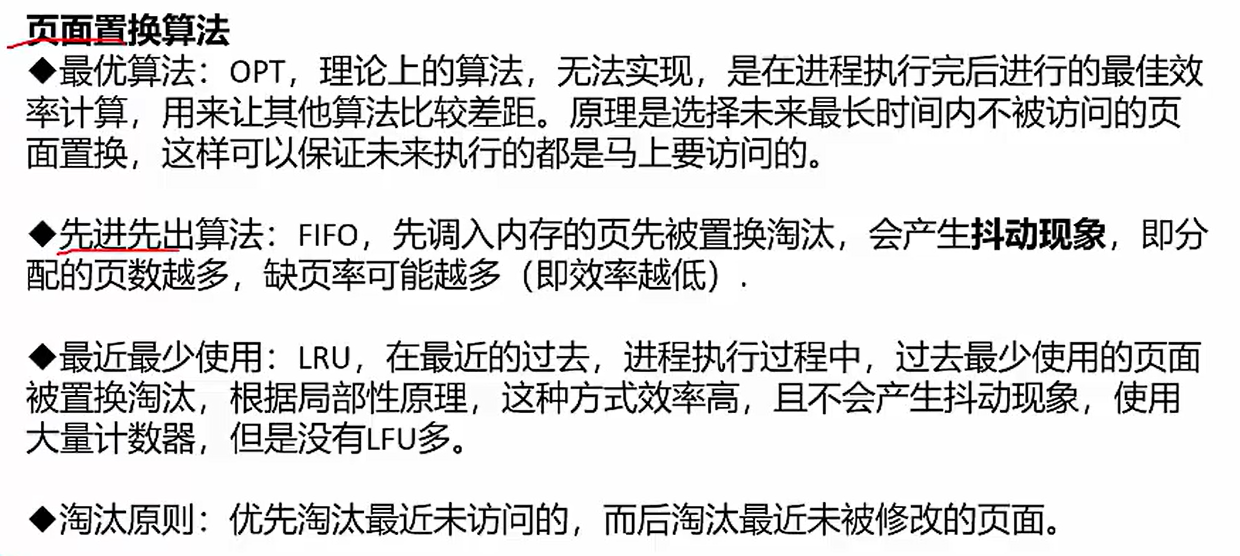 页面置换算法
◆最优算法：OPT，理论上的算法，无法实现，是在进程执行完后进行的最佳效
率计算，用来让其他算法比较差距。原理是选择未来最长时间内不被访问的页
面置换，这样可以保证未来执行的都是马上要访问的。
◆先进先出算法：FIFO，先调入内存的页先被置换淘汰，会产生抖动现象，即分
配的页数越多，缺页率可能越多（即效率越低）.
◆最近最少使用：LRU，在最近的过去，进程执行过程中，过去最少使用的页面
被置换淘汰，根据局部性原理，这种方式效率高，且不会产生抖动现象，使用
大量计数器，但是没有LFU多。
◆淘汰原则：优先淘汰最近未访问的，而后淘汰最近未被修改的页面。